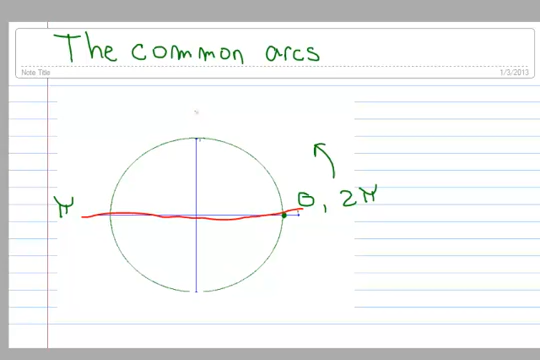 The common arcs
Note Title
1/3/2013
π
0, 2π